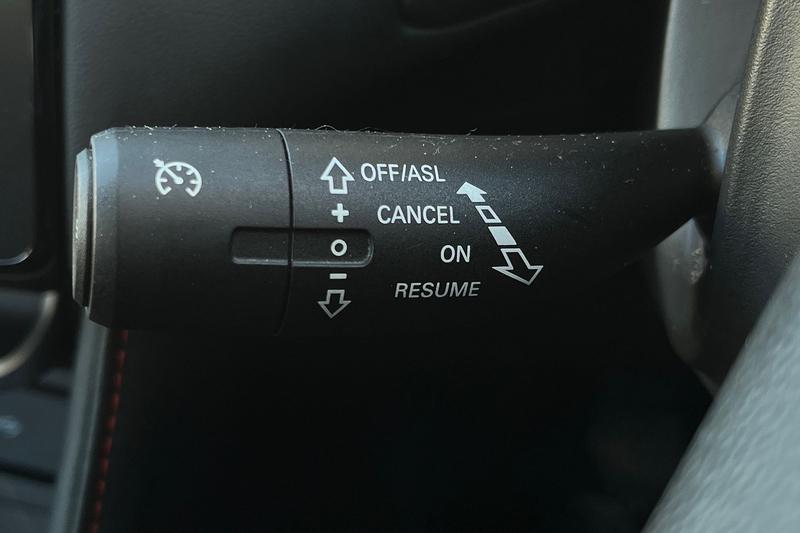 OFF/ASL
+
CANCEL
O
ON
−
RESUME